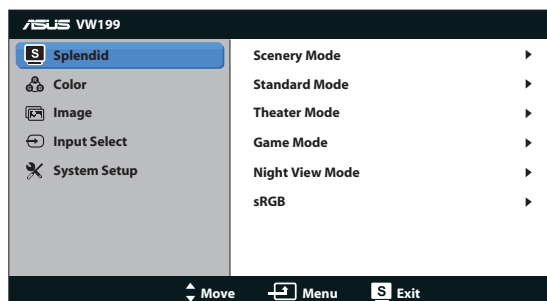 ASUS VW199
S Splendid
Color
Image
Input Select
System Setup
Scenery Mode
Standard Mode
Theater Mode
Game Mode
Night View Mode
sRGB
Move Menu S Exit